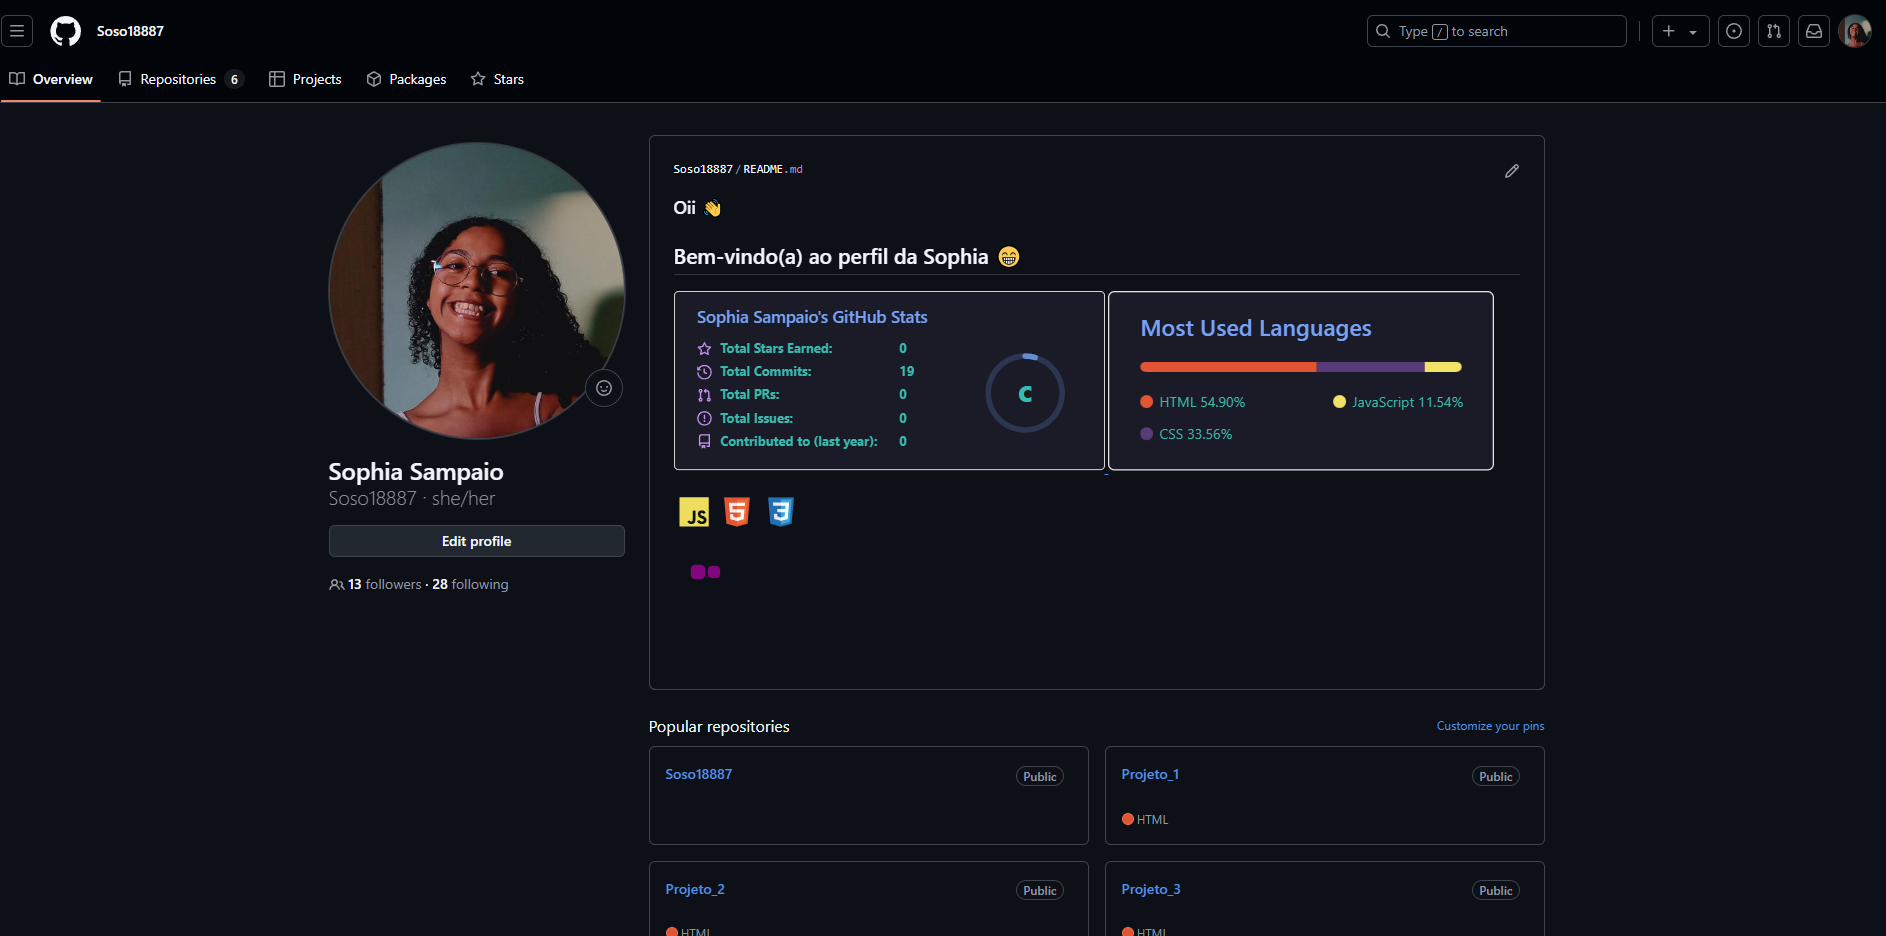 Soso18887
Type / to search
Overview
Repositories 6
Projects
Packages
Stars
Sophia Sampaio
Soso18887 · she/her
Edit profile
13 followers · 28 following
Soso18887 / README.md
Oii 👋
Bem-vindo(a) ao perfil da Sophia 😁
Sophia Sampaio's GitHub Stats
Total Stars Earned: 0
Total Commits: 19
Total PRs: 0
Total Issues: 0
Contributed to (last year): 0
C
Most Used Languages
HTML 54.90%
JavaScript 11.54%
CSS 33.56%
JS
5
3
Popular repositories
Customize your pins
Soso18887
Public
Projeto_1
Public
HTML
Projeto_2
Public
HTML
Projeto_3
Public
HTML